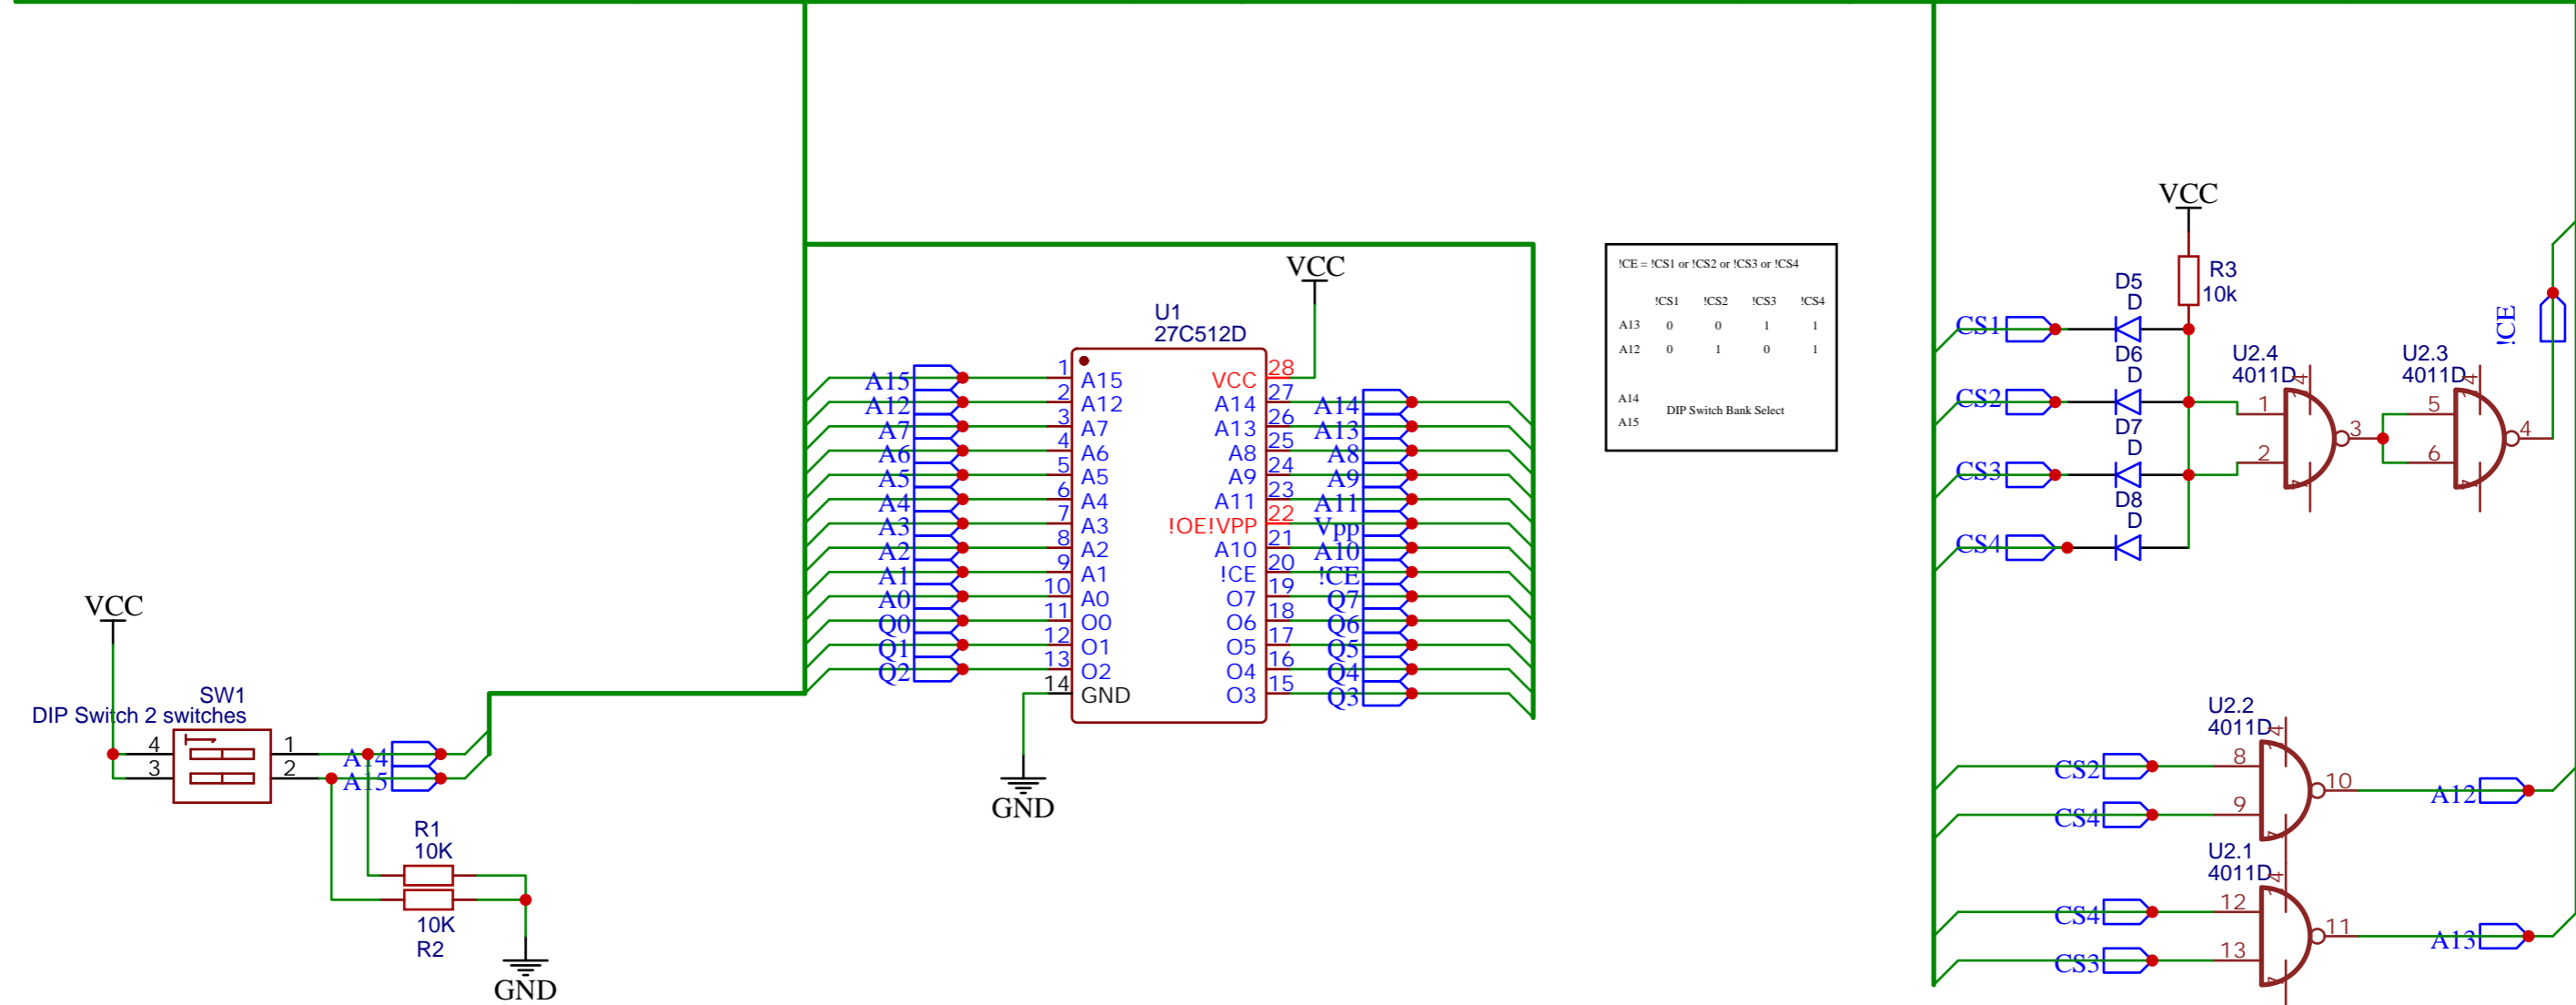 VCC
SW1
DIP Switch 2 switches
4
3
1
2
A14
A15
R1
10K
10K
R2
GND
U1
27C512D
VCC
A15 1 A15
A12 2 A12
A7 3 A7
A6 4 A6
A5 5 A5
A4 6 A4
A3 7 A3
A2 8 A2
A1 9 A1
A0 10 A0
Q0 11 O0
Q1 12 O1
Q2 13 O2
14 GND
GND
VCC 28
A14 27 A14
A13 26 A13
A8 25 A8
A9 24 A9
A11 23 A11
!OE!VPP 22 Vpp
A10 21 A10
!CE 20 !CE
O7 19 Q7
O6 18 Q6
O5 17 Q5
O4 16 Q4
O3 15 Q3
!CE = !CS1 or !CS2 or !CS3 or !CS4
!CS1 !CS2 !CS3 !CS4
A13 0 0 1 1
A12 0 1 0 1
A14
DIP Switch Bank Select
A15
VCC
R3
10k
CS1
D5
D
CS2
D6
D
CS3
D7
D
CS4
D8
D
U2.4
4011D
4
1
2
3
U2.3
4011D
4
5
6
4
!CE
U2.2
4011D
4
CS2 8
CS4 9
10 A12
U2.1
4011D
4
CS4 12
CS3 13
11 A13